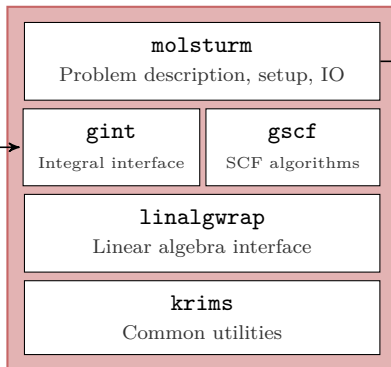 molsturm
Problem description, setup, IO
gint
Integral interface
gscf
SCF algorithms
linalgwrap
Linear algebra interface
krims
Common utilities